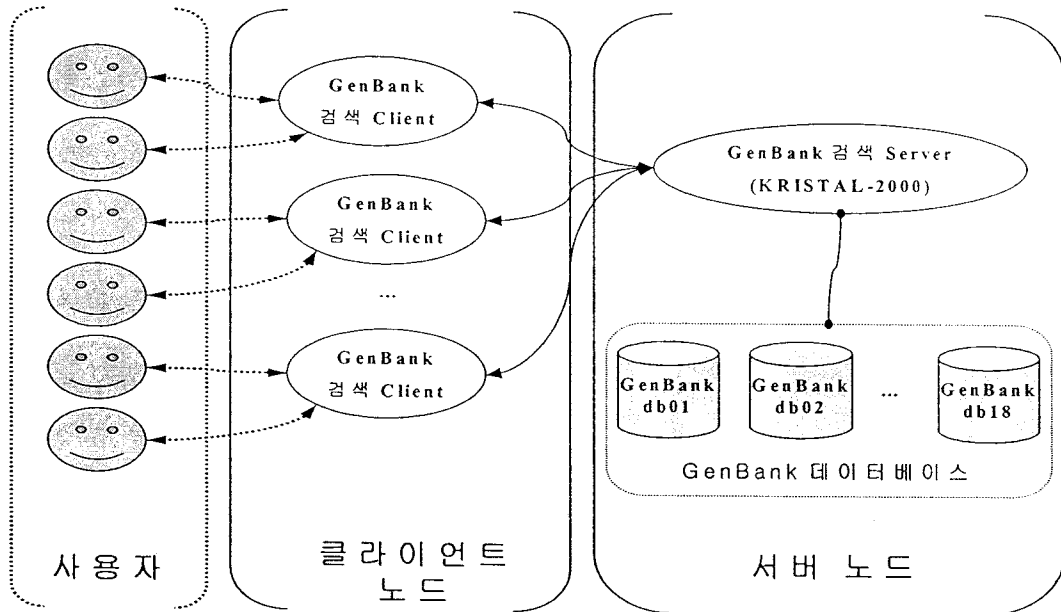 GenBank
검색 Client
GenBank
검색 Client
...
GenBank
검색 Client
GenBank 검색 Server
(KRISTAL-2000)
GenBank
db01
GenBank
db02
...
GenBank
db18
GenBank 데이터베이스
사용자
클라이언트
노드
서버 노드